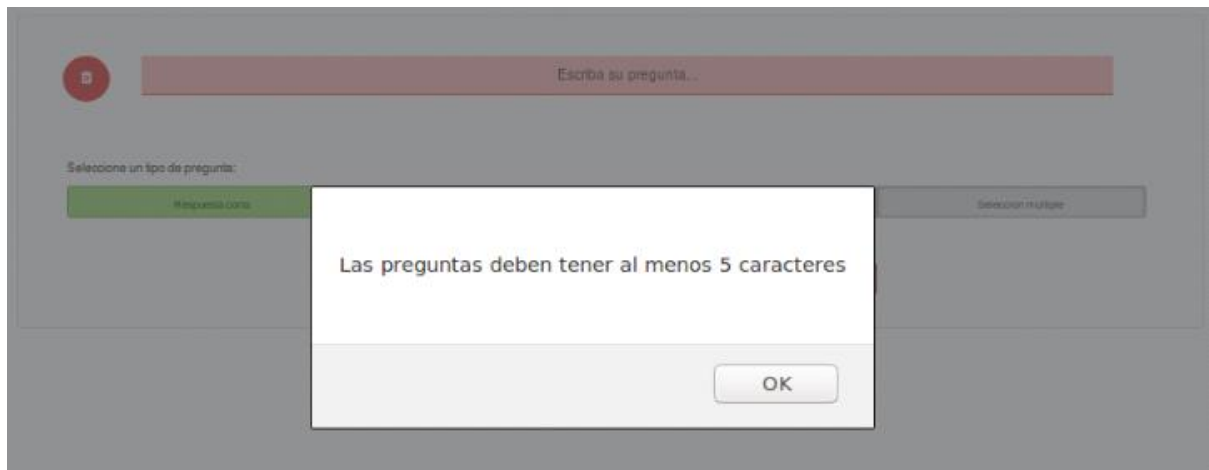 Escriba su pregunta...
Seleccione un tipo de pregunta:
Respuesta corta
Selección multiple
Las preguntas deben tener al menos 5 caracteres
OK